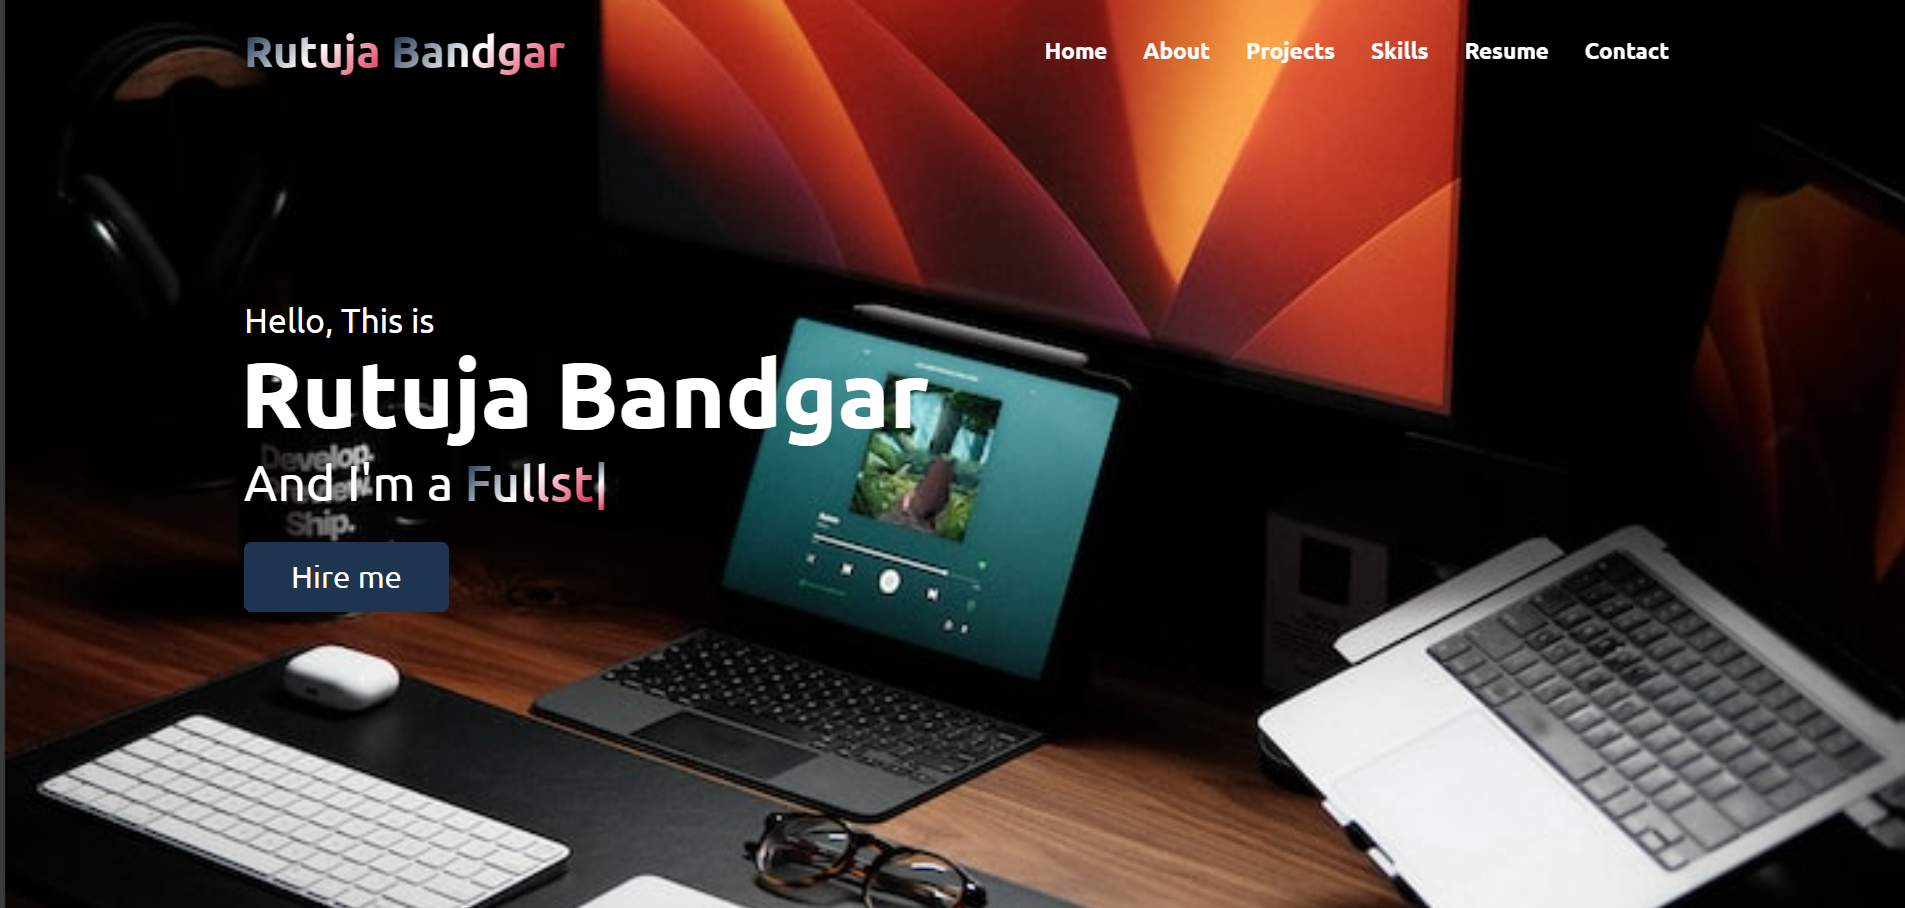 Rutuja Bandgar
Home About Projects Skills Resume Contact
Hello, This is
Rutuja Bandgar
And I'm a Fullst|
Develop.
Ship.
Hire me